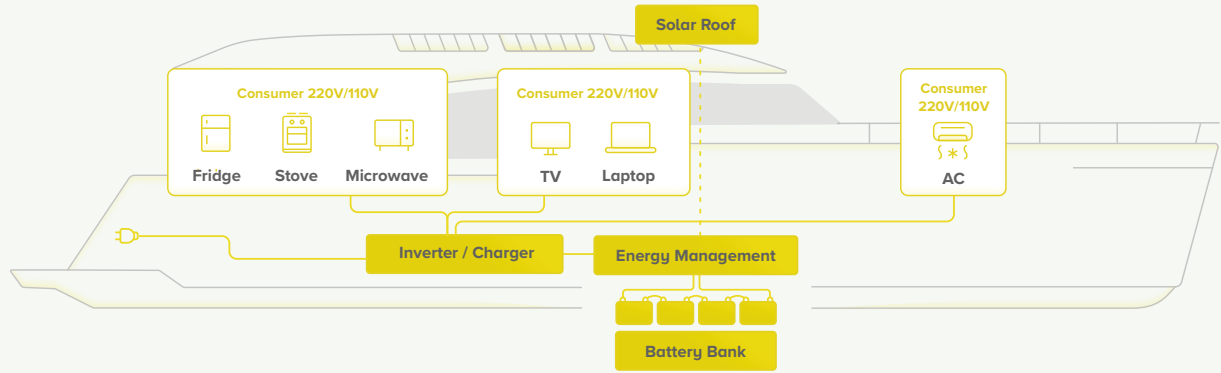 Solar Roof
Consumer 220V/110V
Fridge
Stove
Microwave
Consumer 220V/110V
TV
Laptop
Consumer
220V/110V
AC
Inverter / Charger
Energy Management
Battery Bank